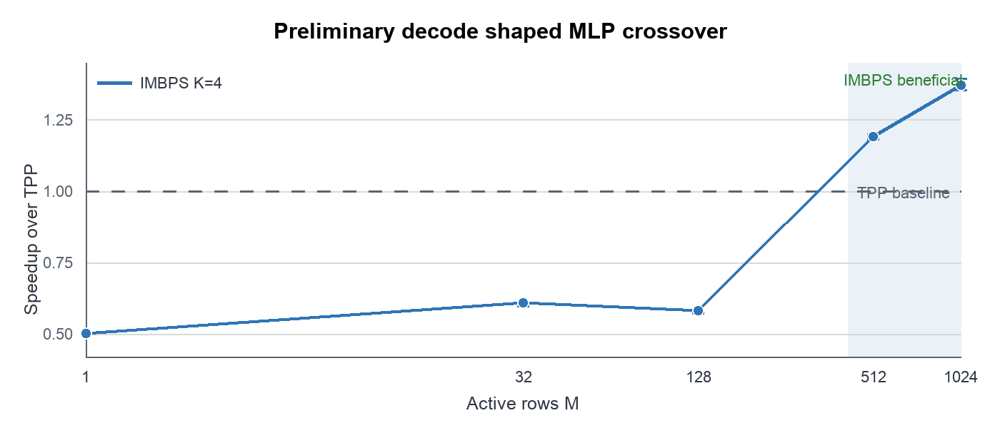 Preliminary decode shaped MLP crossover
IMBPS K=4
IMBPS beneficial
1.25
1.00
TPP baseline
0.75
0.50
Speedup over TPP
1 32 128 512 1024
Active rows M